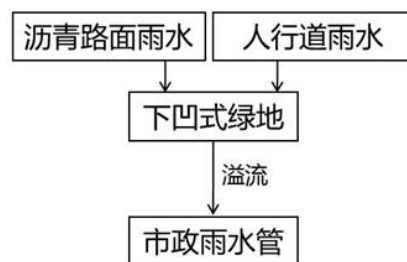 沥青路面雨水
人行道雨水
下凹式绿地
溢流
市政雨水管